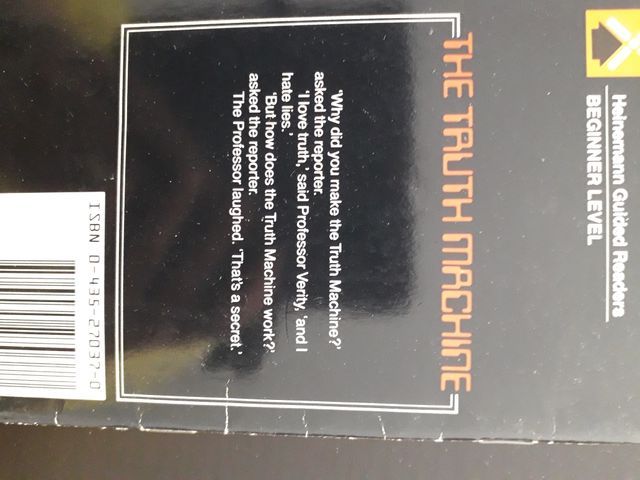 Heinemann Guided Readers
BEGINNER LEVEL
THE TRUTH MACHINE
'Why did you make the Truth Machine?'
asked the reporter.
'I love truth,' said Professor Verity, 'and I
hate lies.'
'But how does the Truth Machine work?'
asked the reporter.
The Professor laughed. 'That's a secret.'
ISBN 0-435-27037-0